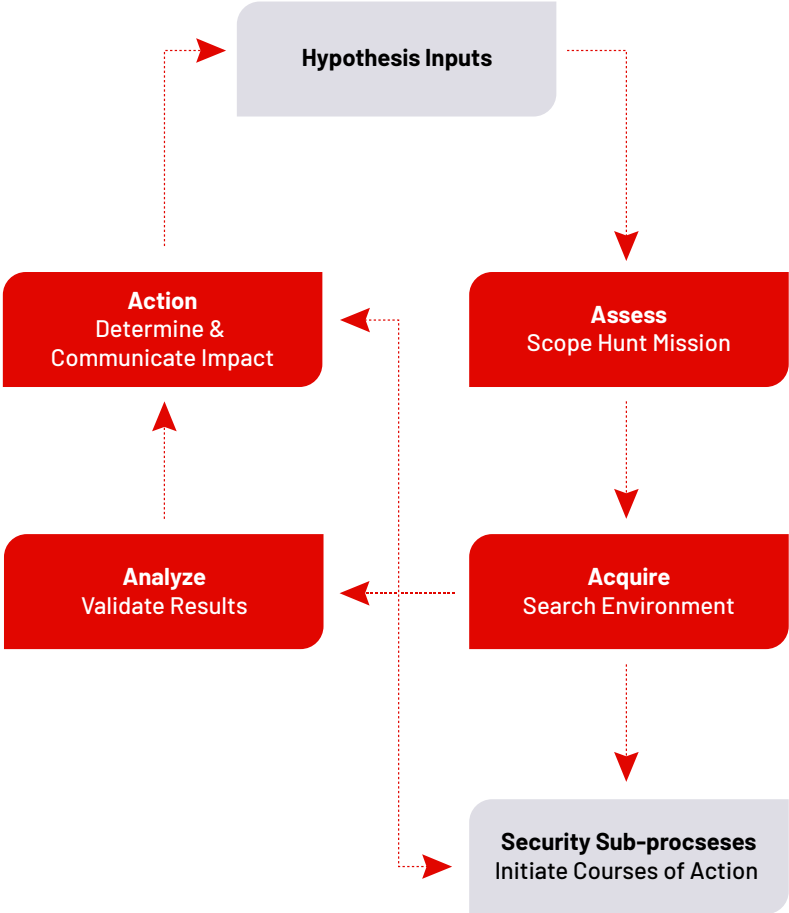 Hypothesis Inputs
Action
Determine &
Communicate Impact
Assess
Scope Hunt Mission
Analyze
Validate Results
Acquire
Search Environment
Security Sub-procseses
Initiate Courses of Action